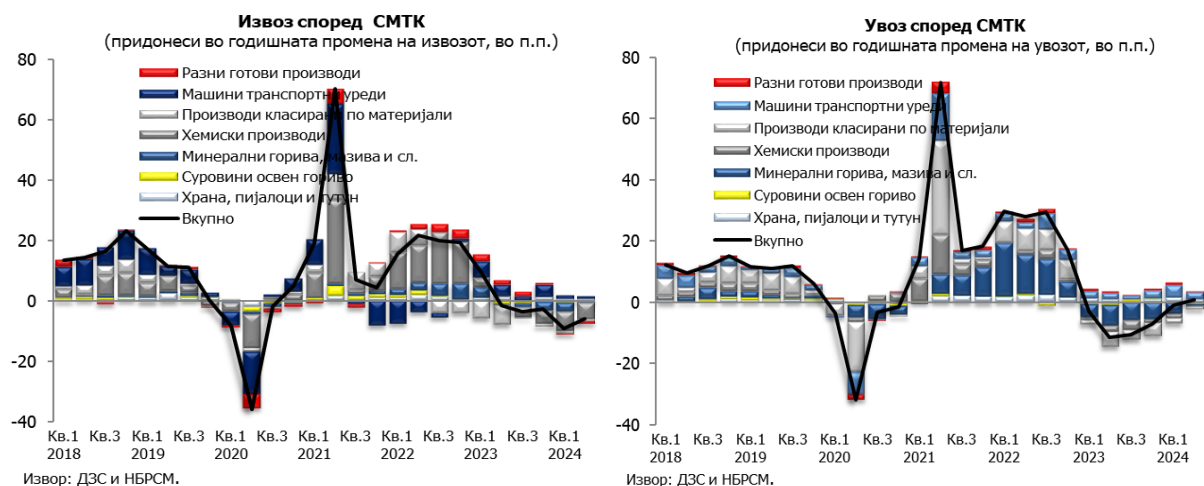 Извоз според СМТК
(придонеси во годишната промена на извозот, во п.п.)
80
60
40
20
0
-20
-40
Разни готови производи
Машини транспортни уреди
Производи класирани по материјали
Хемиски производи
Минерални горива, мазива и сл.
Суровини освен гориво
Храна, пијалоци и тутун
Вкупно
Кв.1 Кв.3 Кв.1 Кв.3 Кв.1 Кв.3 Кв.1 Кв.3 Кв.1 Кв.3 Кв.1 Кв.3 Кв.1
2018 2019 2020 2021 2022 2023 2024
Извор: ДЗС и НБРСМ.
Увоз според СМТК
(придонеси во годишната промена на увозот, во п.п.)
80
60
40
20
0
-20
-40
Разни готови производи
Машини транспортни уреди
Производи класирани по материјали
Хемиски производи
Минерални горива, мазива и сл.
Суровини освен гориво
Храна, пијалоци и тутун
Вкупно
Кв.1 Кв.3 Кв.1 Кв.3 Кв.1 Кв.3 Кв.1 Кв.3 Кв.1 Кв.3 Кв.1 Кв.3 Кв.1
2018 2019 2020 2021 2022 2023 2024
Извор: ДЗС и НБРСМ.